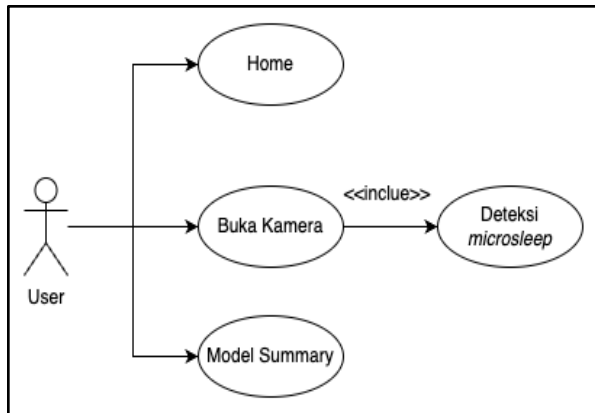 Home
<<inclue>>
Buka Kamera
Deteksi
microsleep
User
Model Summary